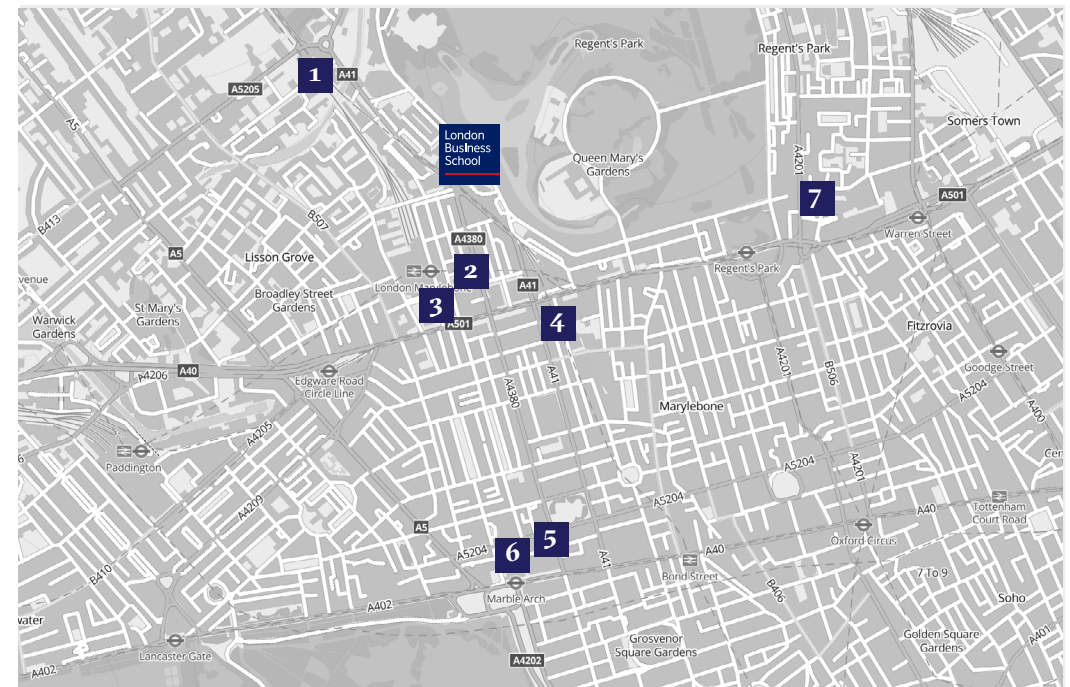 Regent's Park
Regent's Park
1
A41
A5205
A5
London
Business
School
Somers Town
Queen Mary's
Gardens
A4201
7
A501
B413
B507
Warren Street
A5
A4380
Lisson Grove
Regent's Park
2
London
A41
venue
Broadley Street
Gardens
St Mary's
Gardens
3
A501
4
Warwick
Gardens
Fitzrovia
A40
A4206
Edgware Road
Circle Line
A4201
B506
Goodge Street
A4380
A41
A5204
A400
Marylebone
A4205
6
Paddington
Cen
A5204
A4201
A4209
A5204
Tottenham
Court Road
A40
A5
5
6
A5204
A41
A40
Oxford Circus
Bond Street
B410
Marble Arch
7 To 9
B406
A402
Soho
water
Grosvenor
Square Gardens
Golden Square
Gardens
A401
Lancaster Gate
A4202
A402